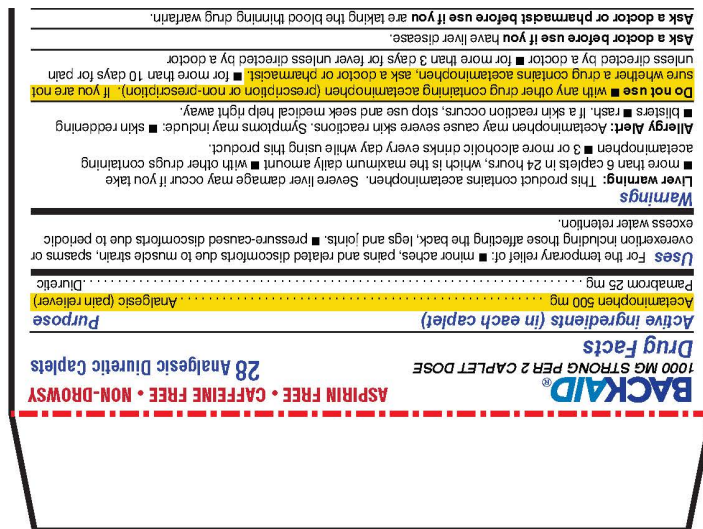 BACKAID®
ASPIRIN FREE • CAFFEINE FREE • NON-DROWSY
1000 MG STRONG PER 2 CAPLET DOSE
28 Analgesic Diuretic Caplets
Drug Facts
Active ingredients (in each caplet) Purpose
Acetaminophen 500 mg . . . . . . . . . . . . . . . . . . . . . . . . . . . . . . . . . . . . . . . . Analgesic (pain reliever)
Pamabrom 25 mg . . . . . . . . . . . . . . . . . . . . . . . . . . . . . . . . . . . . . . . . . . . . . . . . . . . . . . . . Diuretic
Uses For the temporary relief of: ■ minor aches, pains and related discomforts due to muscle strain, spasms or
overexertion including those affecting the back, legs and joints. ■ pressure-caused discomforts due to periodic
excess water retention.
Warnings
Liver warning: This product contains acetaminophen. Severe liver damage may occur if you take
■ more than 6 caplets in 24 hours, which is the maximum daily amount ■ with other drugs containing
acetaminophen ■ 3 or more alcoholic drinks every day while using this product.
Allergy Alert: Acetaminophen may cause severe skin reactions. Symptoms may include: ■ skin reddening
■ blisters ■ rash. If a skin reaction occurs, stop use and seek medical help right away.
Do not use ■ with any other drug containing acetaminophen (prescription or non-prescription). If you are not
sure whether a drug contains acetaminophen, ask a doctor or pharmacist. ■ for more than 10 days for pain
unless directed by a doctor ■ for more than 3 days for fever unless directed by a doctor
Ask a doctor before use if you have liver disease.
Ask a doctor or pharmacist before use if you are taking the blood thinning drug warfarin.